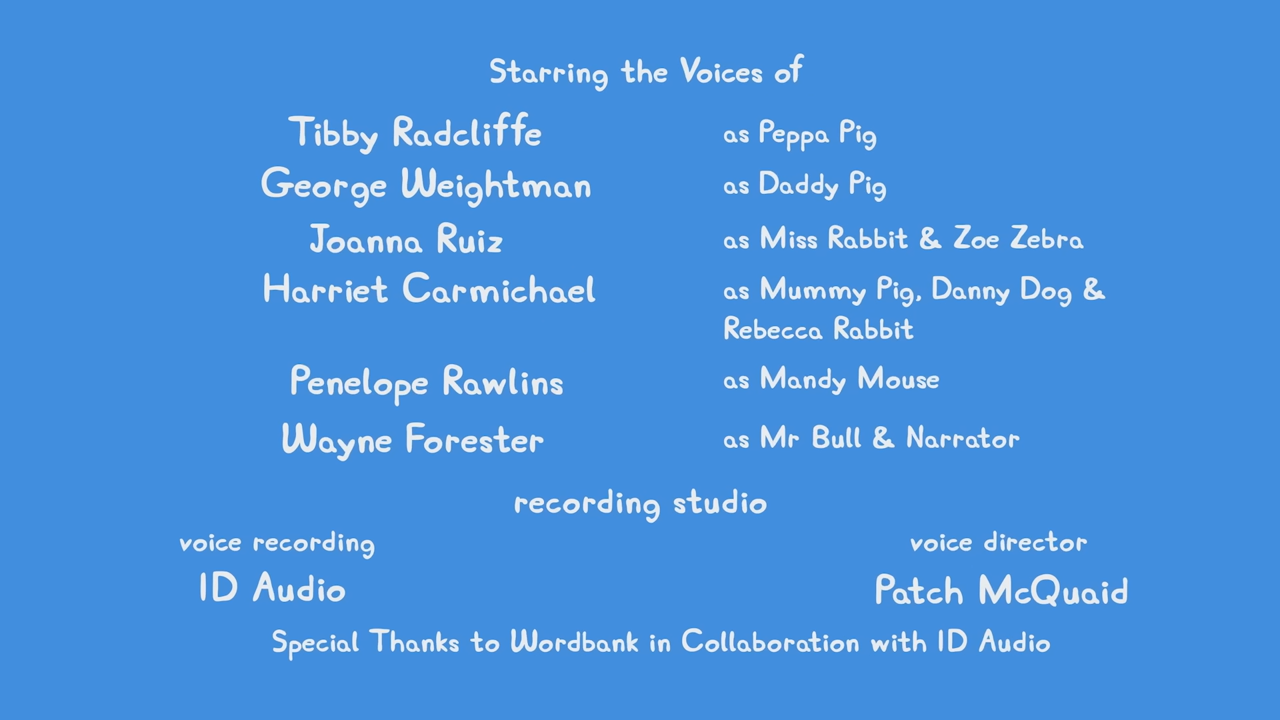 Starring the Voices of
Tibby Radcliffe as Peppa Pig
George Weightman as Daddy Pig
Joanna Ruiz as Miss Rabbit & Zoe Zebra
Harriet Carmichael as Mummy Pig, Danny Dog &
Rebecca Rabbit
Penelope Rawlins as Mandy Mouse
Wayne Forester as Mr Bull & Narrator
recording studio
voice recording voice director
ID Audio Patch McQuaid
Special Thanks to Wordbank in Collaboration with ID Audio